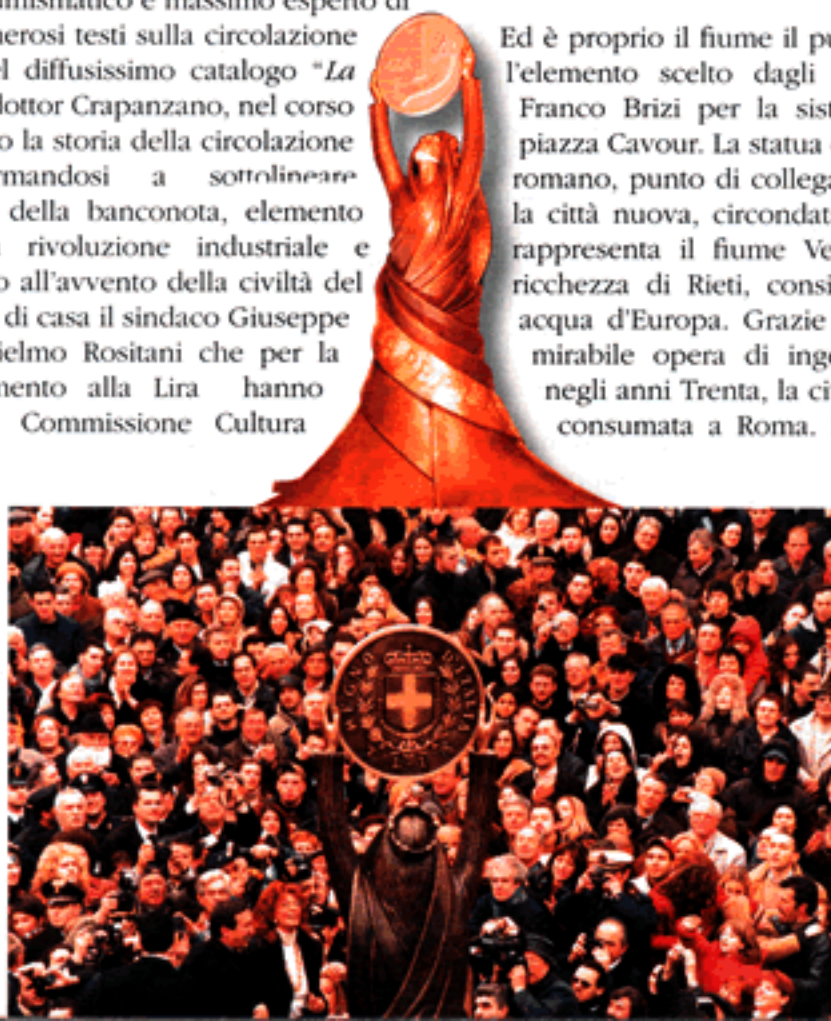 numismatico e massimo esperto di
nerosi testi sulla circolazione
el diffusissimo catalogo "La
dottor Crapanzano, nel corso
o la storia della circolazione
rmandosi a sottolineare
della banconota, elemento
rivoluzione industriale e
o all'avvento della civiltà del
di casa il sindaco Giuseppe
ielmo Rositani che per la
mento alla Lira hanno
Commissione Cultura
Ed è proprio il fiume il pu
l'elemento scelto dagli
Franco Brizi per la sis
piazza Cavour. La statua
romano, punto di collega
la città nuova, circondat
rappresenta il fiume Ve
ricchezza di Rieti, consi
acqua d'Europa. Grazie
mirabile opera di inge
negli anni Trenta, la ci
consumata a Roma.
REGNO D'ITALIA